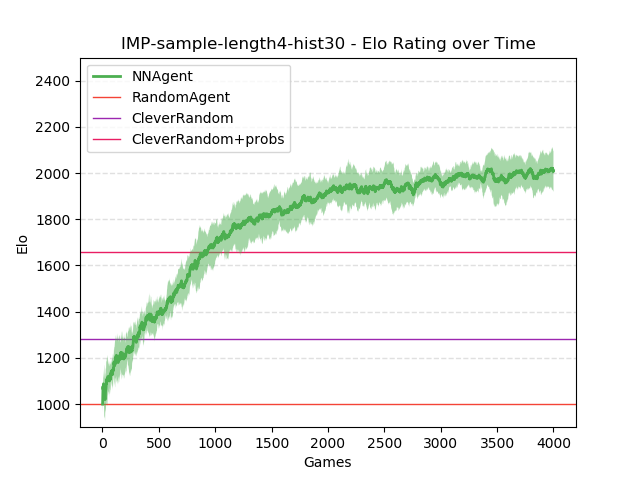 IMP-sample-length4-hist30 - Elo Rating over Time
NNAgent
RandomAgent
CleverRandom
CleverRandom+probs
Elo
2400
2200
2000
1800
1600
1400
1200
1000
0 500 1000 1500 2000 2500 3000 3500 4000
Games